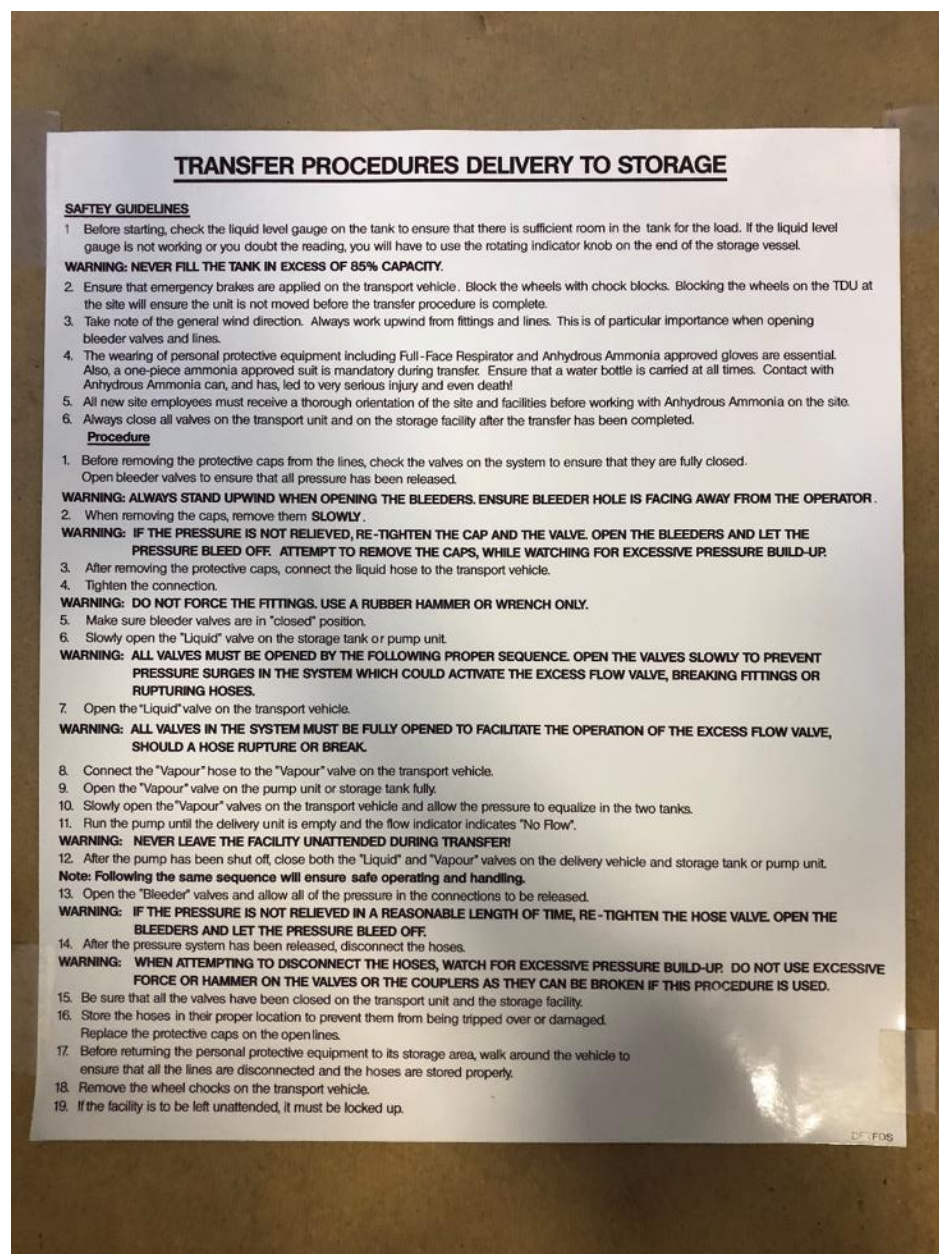 TRANSFER PROCEDURES DELIVERY TO STORAGE
SAFTEY GUIDELINES
1 Before starting, check the liquid level gauge on the tank to ensure that there is sufficient room in the tank for the load. If the liquid level
gauge is not working or you doubt the reading, you will have to use the rotating indicator knob on the end of the storage vessel.
WARNING: NEVER FILL THE TANK IN EXCESS OF 85% CAPACITY.
2. Ensure that emergency brakes are applied on the transport vehicle. Block the wheels with chock blocks. Blocking the wheels on the TDU at
the site will ensure the unit is not moved before the transfer procedure is complete.
3. Take note of the general wind direction. Always work upwind from fittings and lines. This is of particular importance when opening
bleeder valves and lines.
4. The wearing of personal protective equipment including Full-Face Respirator and Anhydrous Ammonia approved gloves are essential.
Also, a one-piece ammonia approved suit is mandatory during transfer. Ensure that a water bottle is carried at all times. Contact with
Anhydrous Ammonia can, and has, led to very serious injury and even death!
5. All new site employees must receive a thorough orientation of the site and facilities before working with Anhydrous Ammonia on the site.
6. Always close all valves on the transport unit and on the storage facility after the transfer has been completed.
Procedure
1. Before removing the protective caps from the lines, check the valves on the system to ensure that they are fully closed.
Open bleeder valves to ensure that all pressure has been released.
WARNING: ALWAYS STAND UPWIND WHEN OPENING THE BLEEDERS. ENSURE BLEEDER HOLE IS FACING AWAY FROM THE OPERATOR.
2. When removing the caps, remove them SLOWLY.
WARNING: IF THE PRESSURE IS NOT RELIEVED, RE-TIGHTEN THE CAP AND THE VALVE. OPEN THE BLEEDERS AND LET THE
PRESSURE BLEED OFF. ATTEMPT TO REMOVE THE CAPS, WHILE WATCHING FOR EXCESSIVE PRESSURE BUILD-UP.
3. After removing the protective caps, connect the liquid hose to the transport vehicle.
4. Tighten the connection.
WARNING: DO NOT FORCE THE FITTINGS. USE A RUBBER HAMMER OR WRENCH ONLY.
5. Make sure bleeder valves are in "closed" position.
6. Slowly open the "Liquid" valve on the storage tank or pump unit.
WARNING: ALL VALVES MUST BE OPENED BY THE FOLLOWING PROPER SEQUENCE. OPEN THE VALVES SLOWLY TO PREVENT
PRESSURE SURGES IN THE SYSTEM WHICH COULD ACTIVATE THE EXCESS FLOW VALVE, BREAKING FITTINGS OR
RUPTURING HOSES.
7. Open the "Liquid" valve on the transport vehicle.
WARNING: ALL VALVES IN THE SYSTEM MUST BE FULLY OPENED TO FACILITATE THE OPERATION OF THE EXCESS FLOW VALVE,
SHOULD A HOSE RUPTURE OR BREAK.
8. Connect the "Vapour" hose to the "Vapour" valve on the transport vehicle.
9. Open the "Vapour" valve on the pump unit or storage tank fully.
10. Slowly open the "Vapour" valves on the transport vehicle and allow the pressure to equalize in the two tanks.
11. Run the pump until the delivery unit is empty and the flow indicator indicates "No Flow".
WARNING: NEVER LEAVE THE FACILITY UNATTENDED DURING TRANSFER!
12. After the pump has been shut off, close both the "Liquid" and "Vapour" valves on the delivery vehicle and storage tank or pump unit.
Note: Following the same sequence will ensure safe operating and handling.
13. Open the "Bleeder" valves and allow all of the pressure in the connections to be released.
WARNING: IF THE PRESSURE IS NOT RELIEVED IN A REASONABLE LENGTH OF TIME, RE-TIGHTEN THE HOSE VALVE. OPEN THE
BLEEDERS AND LET THE PRESSURE BLEED OFF.
14. After the pressure system has been released, disconnect the hoses.
WARNING: WHEN ATTEMPTING TO DISCONNECT THE HOSES, WATCH FOR EXCESSIVE PRESSURE BUILD-UP. DO NOT USE EXCESSIVE
FORCE OR HAMMER ON THE VALVES OR THE COUPLERS AS THEY CAN BE BROKEN IF THIS PROCEDURE IS USED.
15. Be sure that all the valves have been closed on the transport unit and the storage facility.
16. Store the hoses in their proper location to prevent them from being tripped over or damaged.
Replace the protective caps on the open lines.
17. Before returning the personal protective equipment to its storage area, walk around the vehicle to
ensure that all the lines are disconnected and the hoses are stored properly.
18. Remove the wheel chocks on the transport vehicle.
19. If the facility is to be left unattended, it must be locked up.